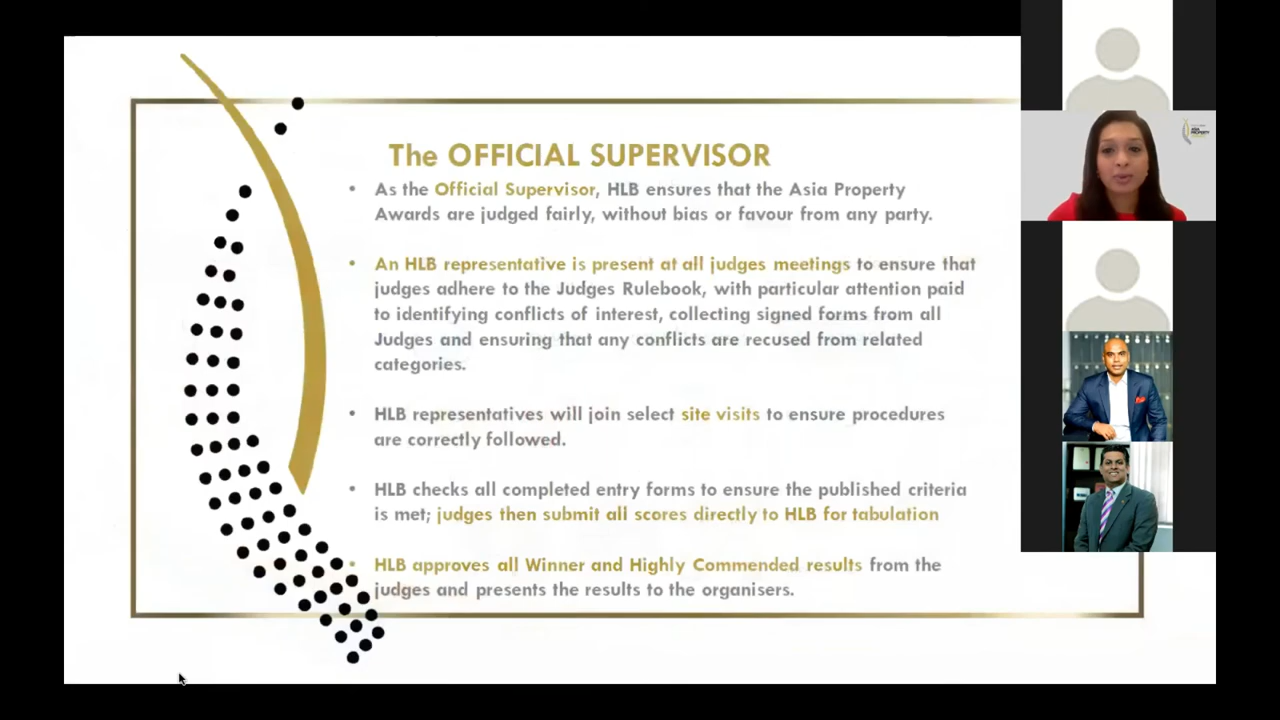 The OFFICIAL SUPERVISOR
• As the Official Supervisor, HLB ensures that the Asia Property
Awards are judged fairly, without bias or favour from any party.
• An HLB representative is present at all judges meetings to ensure that
judges adhere to the Judges Rulebook, with particular attention paid
to identifying conflicts of interest, collecting signed forms from all
Judges and ensuring that any conflicts are recused from related
categories.
• HLB representatives will join select site visits to ensure procedures
are correctly followed.
• HLB checks all completed entry forms to ensure the published criteria
is met; judges then submit all scores directly to HLB for tabulation
• HLB approves all Winner and Highly Commended results from the
judges and presents the results to the organisers.
ASIA
PROPERTY